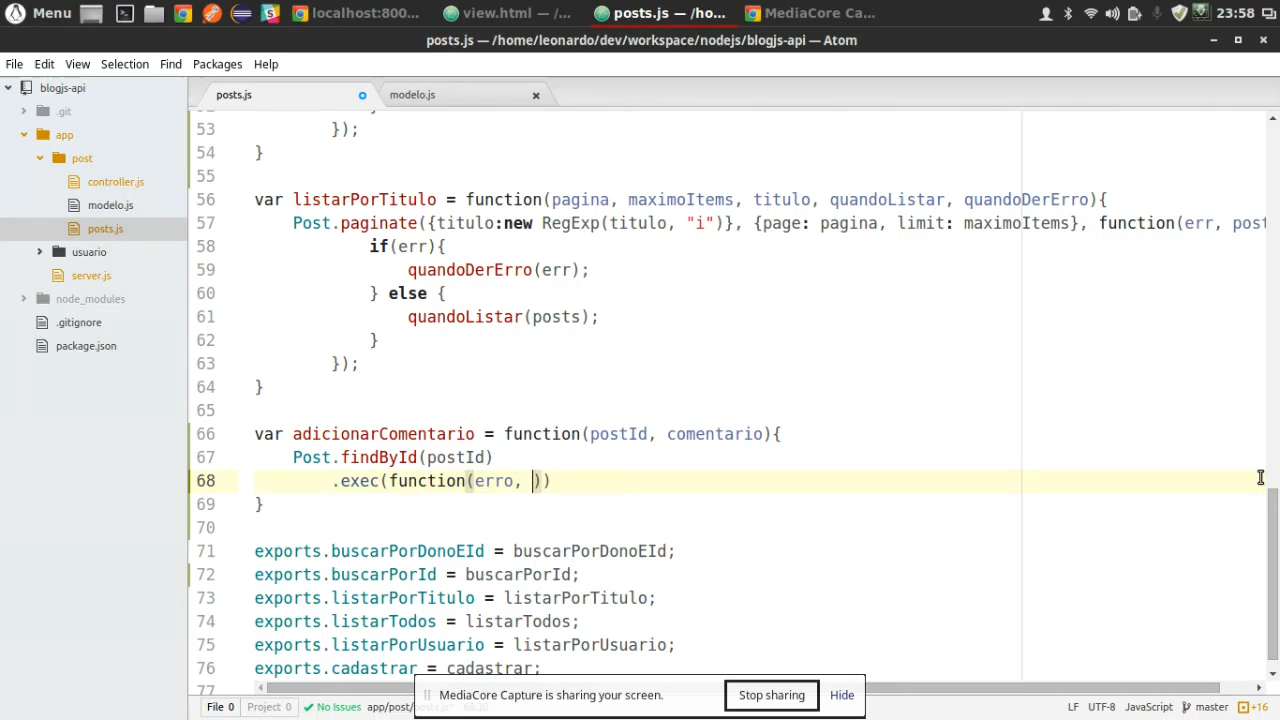 Menu
localhost:800...
view.html — /...
posts.js — /ho...
MediaCore Ca...
23:58
posts.js — /home/leonardo/dev/workspace/nodejs/blogjs-api — Atom
File Edit View Selection Find Packages Help
blogjs-api
.git
app
post
controller.js
modelo.js
posts.js
usuario
server.js
node_modules
.gitignore
package.json
posts.js
modelo.js
53 });
54 }
55
56 var listarPorTitulo = function(pagina, maximoItems, titulo, quandoListar, quandoDerErro){
57 Post.paginate({titulo:new RegExp(titulo, "i")}, {page: pagina, limit: maximoItems}, function(err, post
58 if(err){
59 quandoDerErro(err);
60 } else {
61 quandoListar(posts);
62 }
63 });
64 }
65
66 var adicionarComentario = function(postId, comentario){
67 Post.findById(postId)
68 .exec(function(erro, ))
69 }
70
71 exports.buscarPorDonoEId = buscarPorDonoEId;
72 exports.buscarPorId = buscarPorId;
73 exports.listarPorTitulo = listarPorTitulo;
74 exports.listarTodos = listarTodos;
75 exports.listarPorUsuario = listarPorUsuario;
76 exports.cadastrar = cadastrar;
77
MediaCore Capture is sharing your screen. Stop sharing Hide
File 0 Project 0 No Issues app/post/posts.js* 68:30 LF UTF-8 JavaScript master +16